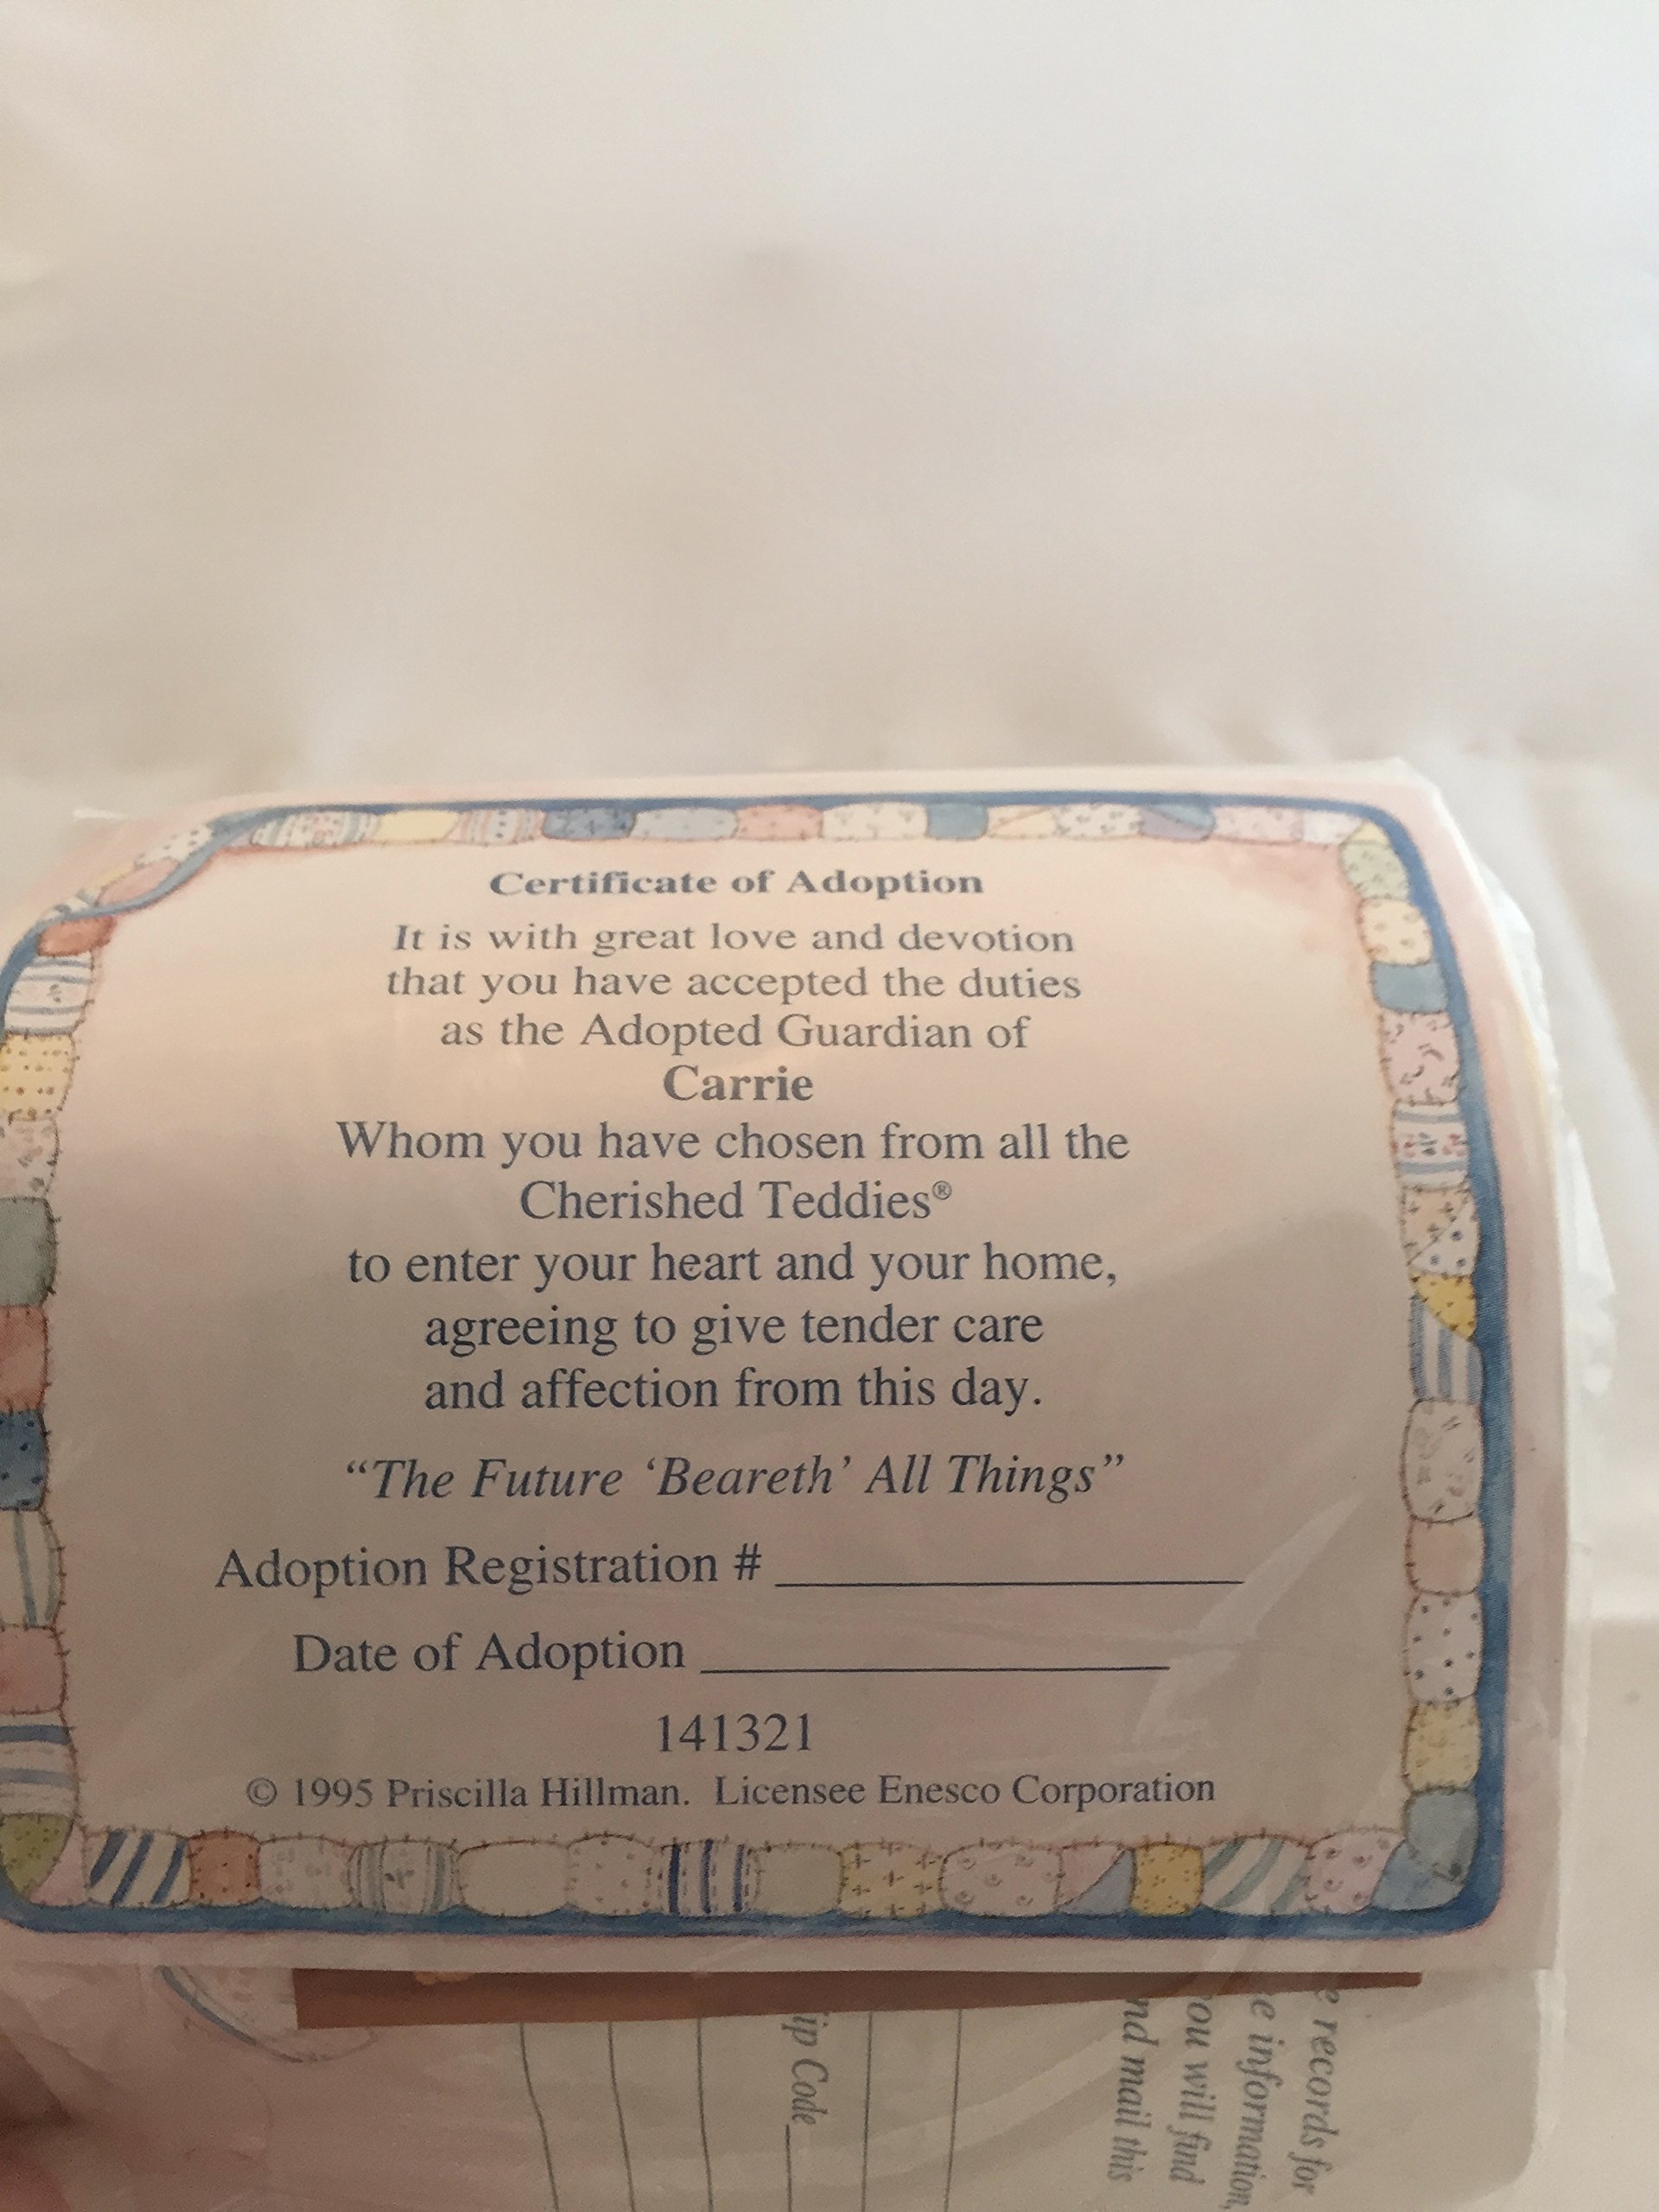 Certificate of Adoption
It is with great love and devotion
that you have accepted the duties
as the Adopted Guardian of
Carrie
Whom you have chosen from all the
Cherished Teddies®
to enter your heart and your home,
agreeing to give tender care
and affection from this day.
“The Future ‘Beareth’ All Things”
Adoption Registration # ____________
Date of Adoption ____________
141321
© 1995 Priscilla Hillman. Licensee Enesco Corporation
records for
information,
will find
mail this
Code